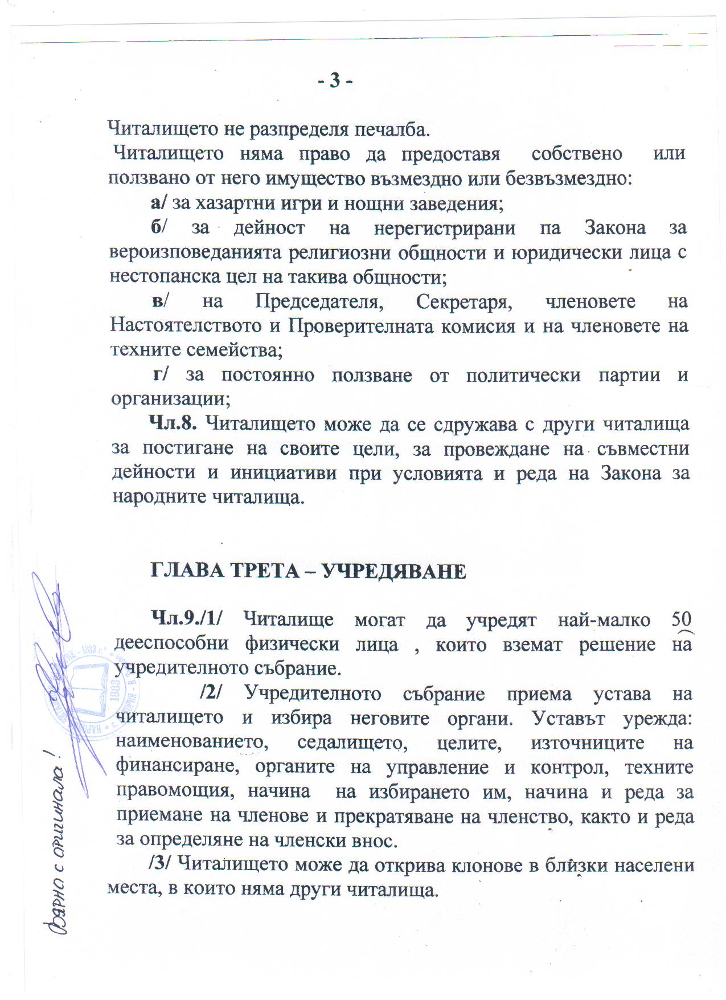 - 3 -
Читалището не разпределя печалба.
Читалището няма право да предоставя собствено или
ползвано от него имущество възмездно или безвъзмездно:
а/ за хазартни игри и нощни заведения;
б/ за дейност на нерегистрирани па Закона за
вероизповеданията религиозни общности и юридически лица с
нестопанска цел на такива общности;
в/ на Председателя, Секретаря, членовете на
Настоятелството и Проверителната комисия и на членовете на
техните семейства;
г/ за постоянно ползване от политически партии и
организации;
Чл.8. Читалището може да се сдружава с други читалища
за постигане на своите цели, за провеждане на съвместни
дейности и инициативи при условията и реда на Закона за
народните читалища.
ГЛАВА ТРЕТА – УЧРЕДЯВАНЕ
Чл.9./1/ Читалище могат да учредят най-малко 50
дееспособни физически лица , които вземат решение на
учредителното събрание.
/2/ Учредителното събрание приема устава на
читалището и избира неговите органи. Уставът урежда:
наименованието, седалището, целите, източниците на
финансиране, органите на управление и контрол, техните
правомощия, начина на избирането им, начина и реда за
приемане на членове и прекратяване на членство, както и реда
за определяне на членски внос.
/3/ Читалището може да открива клонове в близки населени
места, в които няма други читалища.
Вярно с оригинала!
1883